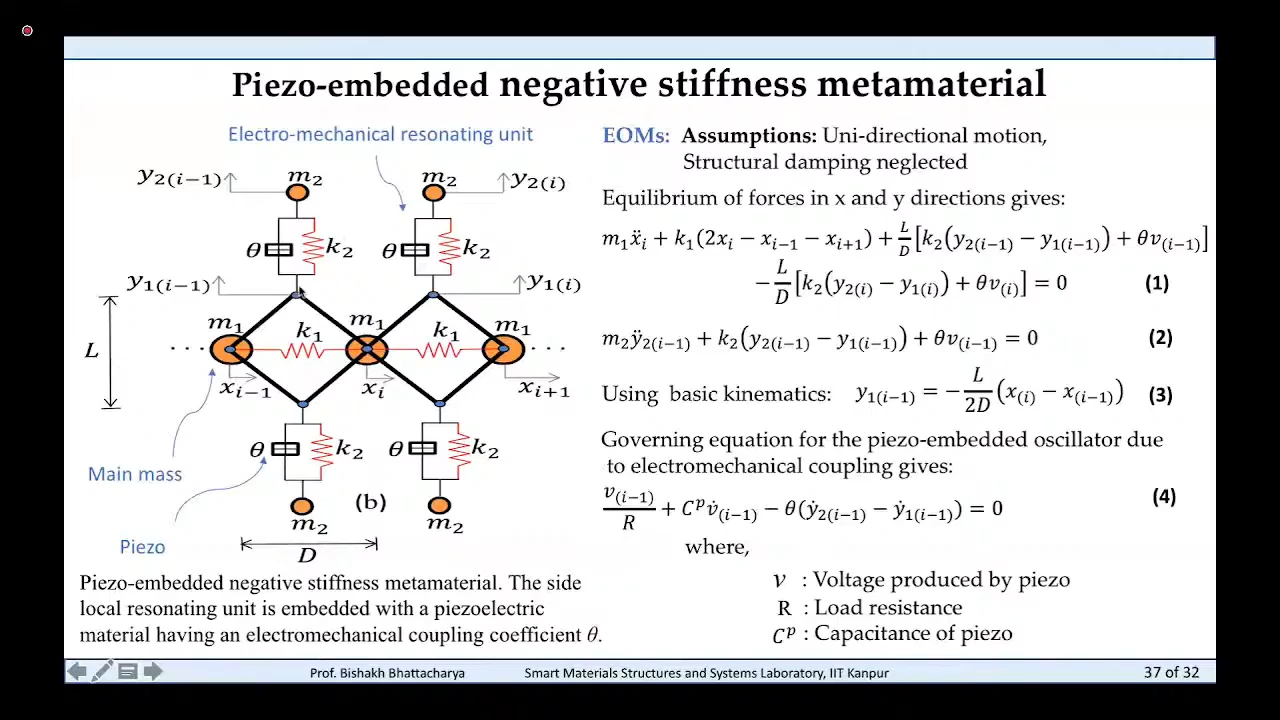 Piezo-embedded negative stiffness metamaterial
Electro-mechanical resonating unit
y₂₍ᵢ₋₁₎ m₂ m₂ y₂₍ᵢ₎
θ k₂ θ k₂
y₁₍ᵢ₋₁₎ y₁₍ᵢ₎
m₁ k₁ m₁ k₁ m₁
L
· · · · · ·
xᵢ₋₁ xᵢ xᵢ₊₁
θ k₂ θ k₂
Main mass
(b)
m₂ m₂
Piezo
D
Piezo-embedded negative stiffness metamaterial. The side
local resonating unit is embedded with a piezoelectric
material having an electromechanical coupling coefficient θ.
EOMs: Assumptions: Uni-directional motion,
Structural damping neglected
Equilibrium of forces in x and y directions gives:
m₁ẍᵢ + k₁(2xᵢ − xᵢ₋₁ − xᵢ₊₁) + L/D [k₂(y₂₍ᵢ₋₁₎ − y₁₍ᵢ₋₁₎) + θv₍ᵢ₋₁₎]
− L/D [k₂(y₂₍ᵢ₎ − y₁₍ᵢ₎) + θv₍ᵢ₎] = 0 (1)
m₂ÿ₂₍ᵢ₋₁₎ + k₂(y₂₍ᵢ₋₁₎ − y₁₍ᵢ₋₁₎) + θv₍ᵢ₋₁₎ = 0 (2)
Using basic kinematics: y₁₍ᵢ₋₁₎ = − L/2D (x₍ᵢ₎ − x₍ᵢ₋₁₎) (3)
Governing equation for the piezo-embedded oscillator due
to electromechanical coupling gives:
v₍ᵢ₋₁₎/R + Cᵖv̇₍ᵢ₋₁₎ − θ(ẏ₂₍ᵢ₋₁₎ − ẏ₁₍ᵢ₋₁₎) = 0 (4)
where,
v : Voltage produced by piezo
R : Load resistance
Cᵖ : Capacitance of piezo
Prof. Bishakh Bhattacharya Smart Materials Structures and Systems Laboratory, IIT Kanpur 37 of 32